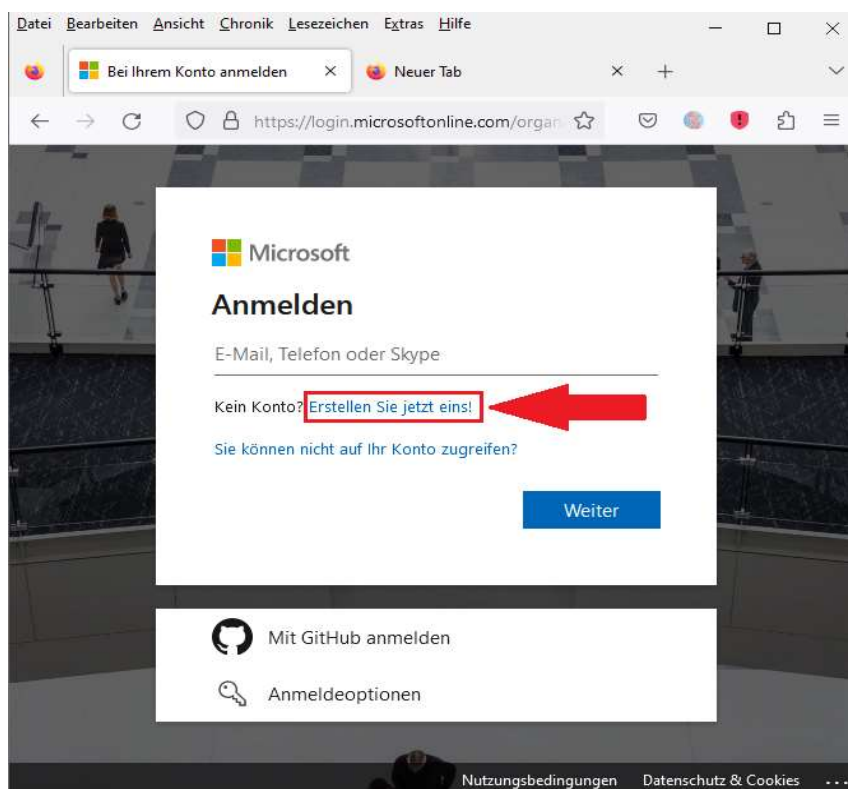 Datei Bearbeiten Ansicht Chronik Lesezeichen Extras Hilfe
Bei Ihrem Konto anmelden Neuer Tab
https://login.microsoftonline.com/organ
Microsoft
Anmelden
E-Mail, Telefon oder Skype
Kein Konto? Erstellen Sie jetzt eins!
Sie können nicht auf Ihr Konto zugreifen?
Weiter
Mit GitHub anmelden
Anmeldeoptionen
Nutzungsbedingungen Datenschutz & Cookies ...